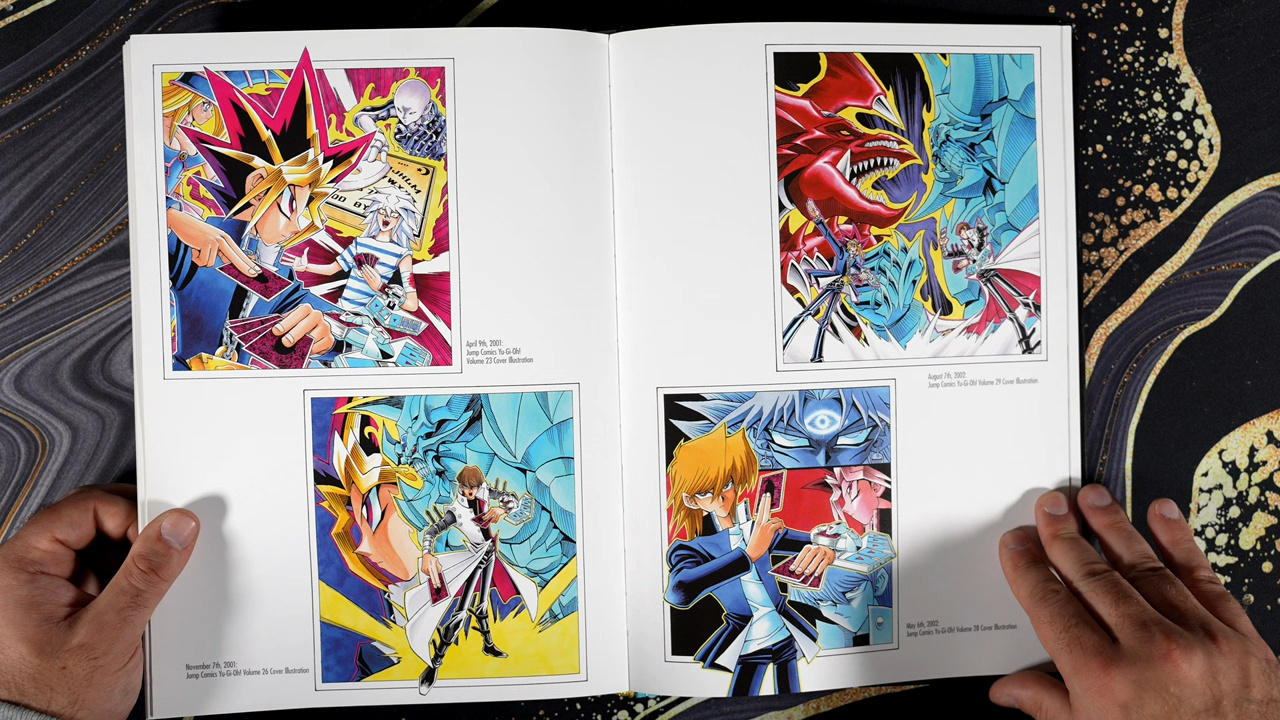 April 9th, 2001:
Jump Comics Yu-Gi-Oh!
Volume 23 Cover Illustration
November 7th, 2001:
Jump Comics Yu-Gi-Oh! Volume 26 Cover Illustration
August 7th, 2002:
Jump Comics Yu-Gi-Oh! Volume 29 Cover Illustration
May 6th, 2002:
Jump Comics Yu-Gi-Oh! Volume 28 Cover Illustration